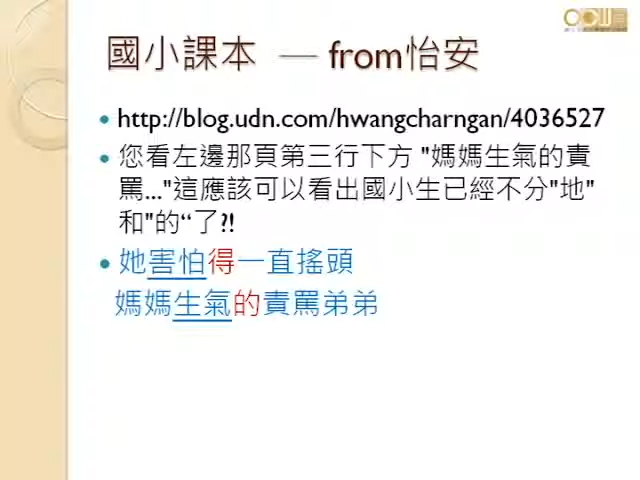 國小課本 — from怡安
http://blog.udn.com/hwangcharngan/4036527
您看左邊那頁第三行下方 "媽媽生氣的責
罵..."這應該可以看出國小生已經不分"地"
和"的“了?!
她害怕得一直搖頭
媽媽生氣的責罵弟弟